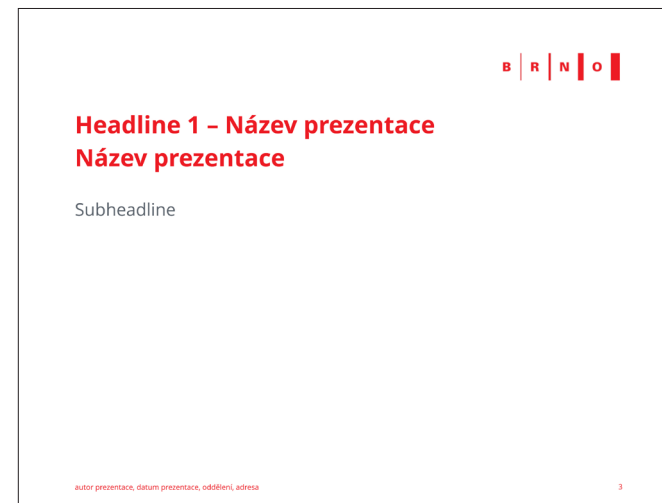 B R N O
Headline 1 – Název prezentace
Název prezentace
Subheadline
autor prezentace, datum prezentace, oddělení, adresa
3